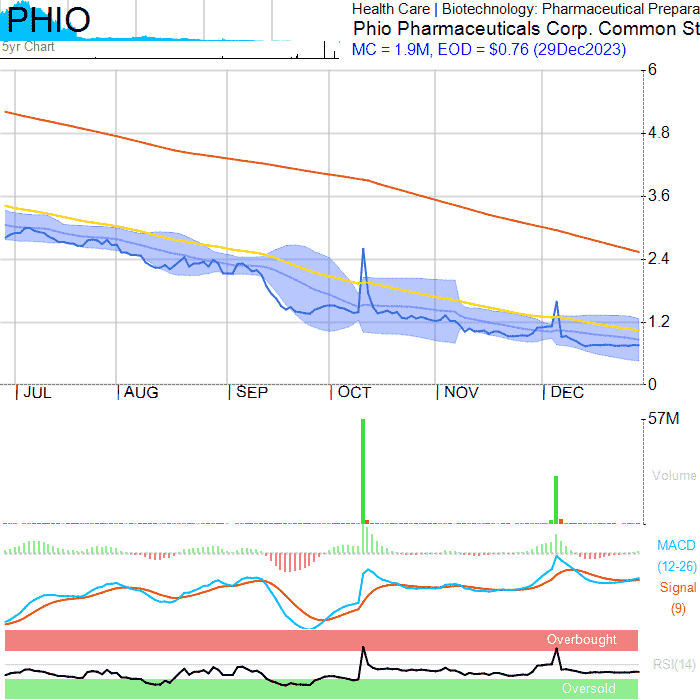 PHIO
5yr Chart
Health Care | Biotechnology: Pharmaceutical Prepara
Phio Pharmaceuticals Corp. Common St
MC = 1.9M, EOD = $0.76 (29Dec2023)
6
4.8
3.6
2.4
1.2
0
JUL AUG SEP OCT NOV DEC
57M
Volume
MACD
(12-26)
Signal
(9)
Overbought
RSI(14)
Oversold